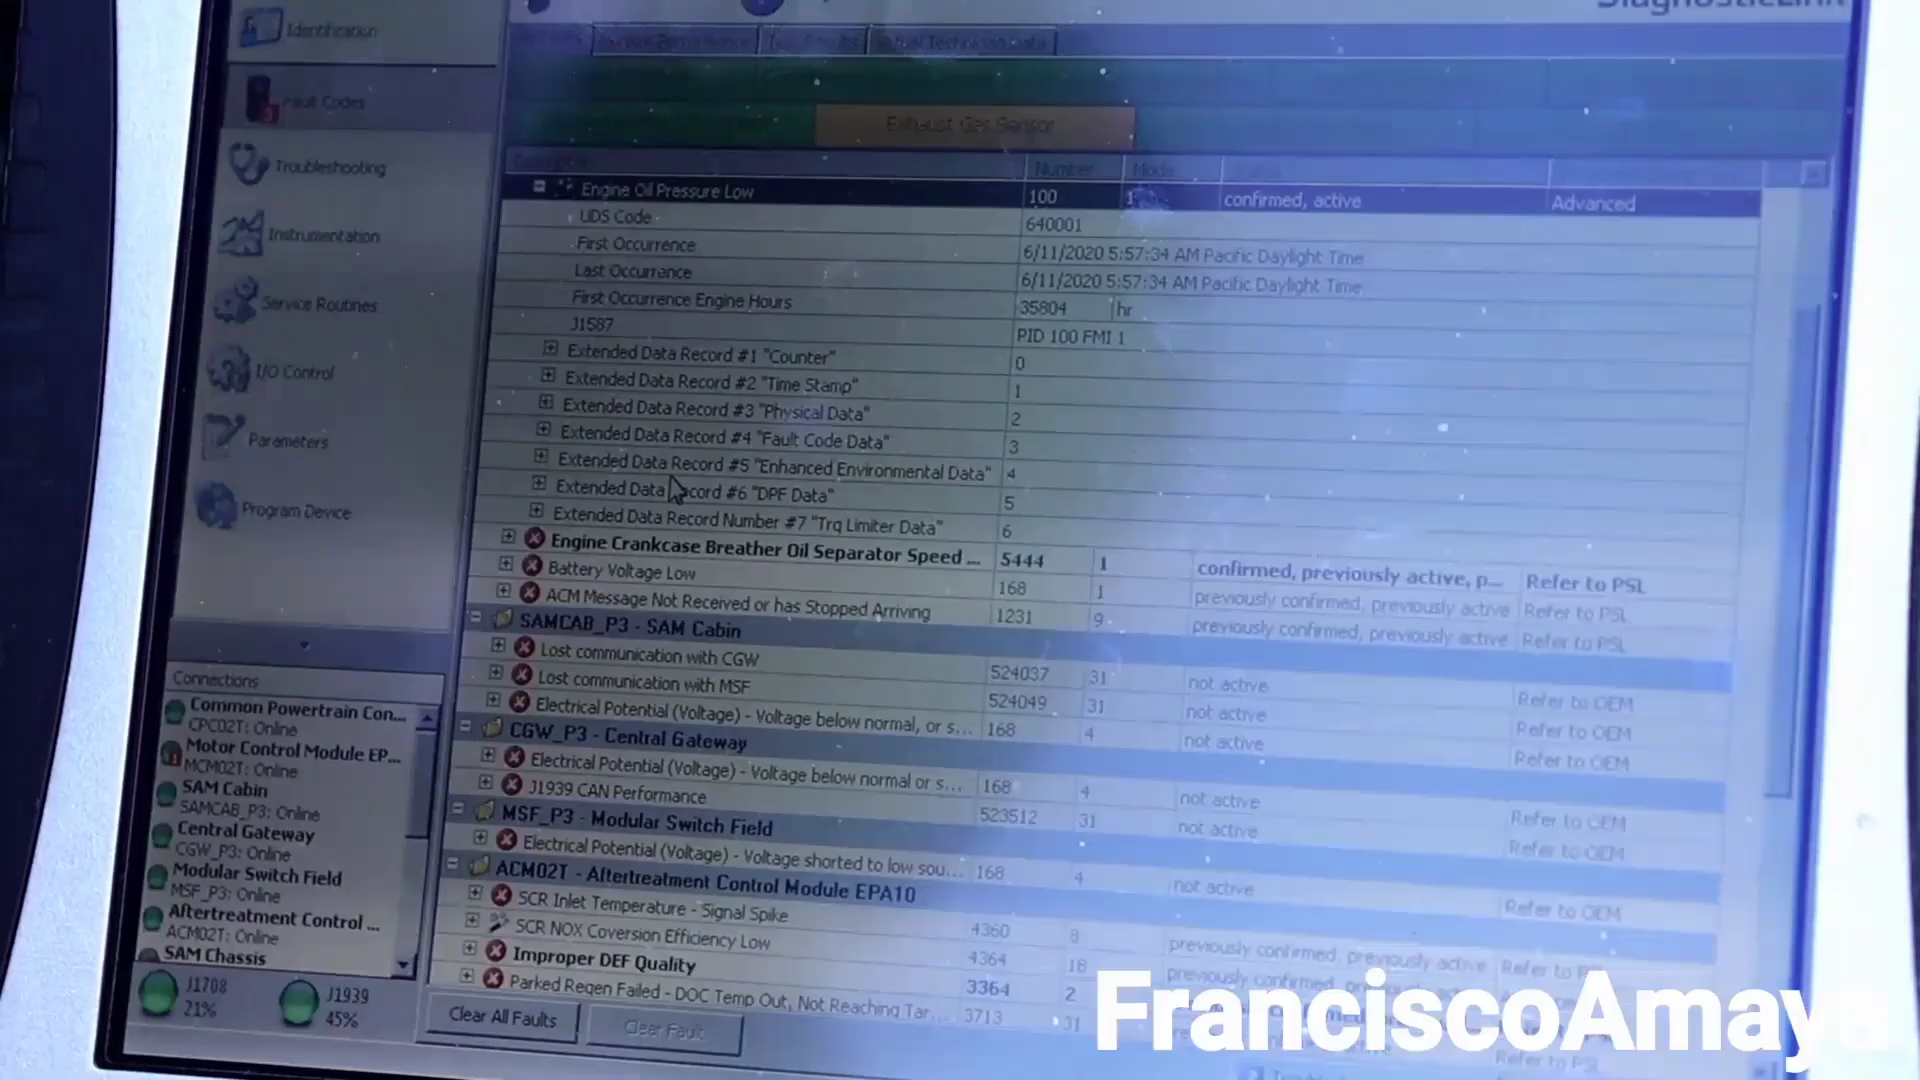 DiagnosticLink
Identification
Fault Codes
Troubleshooting
Instrumentation
Service Routines
I/O Control
Parameters
Program Device
Exhaust Gas Sensor
Number Mode
Engine Oil Pressure Low 100 1 confirmed, active Advanced
UDS Code 640001
First Occurrence 6/11/2020 5:57:34 AM Pacific Daylight Time
Last Occurrence 6/11/2020 5:57:34 AM Pacific Daylight Time
First Occurrence Engine Hours 35804 hr
J1587 PID 100 FMI 1
Extended Data Record #1 "Counter" 0
Extended Data Record #2 "Time Stamp" 1
Extended Data Record #3 "Physical Data" 2
Extended Data Record #4 "Fault Code Data" 3
Extended Data Record #5 "Enhanced Environmental Data" 4
Extended Data Record #6 "DPF Data" 5
Extended Data Record Number #7 "Trq Limiter Data" 6
Engine Crankcase Breather Oil Separator Speed ... 5444 1 confirmed, previously active, p... Refer to PSL
Battery Voltage Low 168 1 previously confirmed, previously active Refer to PSL
ACM Message Not Received or has Stopped Arriving 1231 9 previously confirmed, previously active Refer to PSL
SAMCAB_P3 - SAM Cabin
Lost communication with CGW 524037 31 not active Refer to OEM
Lost communication with MSF 524049 31 not active Refer to OEM
Electrical Potential (Voltage) - Voltage below normal, or s... 168 4 not active Refer to OEM
CGW_P3 - Central Gateway
Electrical Potential (Voltage) - Voltage below normal or s... 168 4 not active Refer to OEM
J1939 CAN Performance 523512 31 not active Refer to OEM
MSF_P3 - Modular Switch Field
Electrical Potential (Voltage) - Voltage shorted to low sou... 168 4 not active Refer to OEM
ACM02T - Aftertreatment Control Module EPA10
SCR Inlet Temperature - Signal Spike 4360 8 previously confirmed, previously active Refer to
SCR NOX Coversion Efficiency Low 4364 18 previously confirmed,
Improper DEF Quality 3364 2
Parked Regen Failed - DOC Temp Out, Not Reaching Tar... 3713 31 Refer to PSL
Clear All Faults Clear Fault
Connections
Common Powertrain Con...
CPC02T: Online
Motor Control Module EP...
MCM02T: Online
SAM Cabin
SAMCAB_P3: Online
Central Gateway
CGW_P3: Online
Modular Switch Field
MSF_P3: Online
Aftertreatment Control ...
ACM02T: Online
SAM Chassis
J1708
21%
J1939
45%
FranciscoAmaya